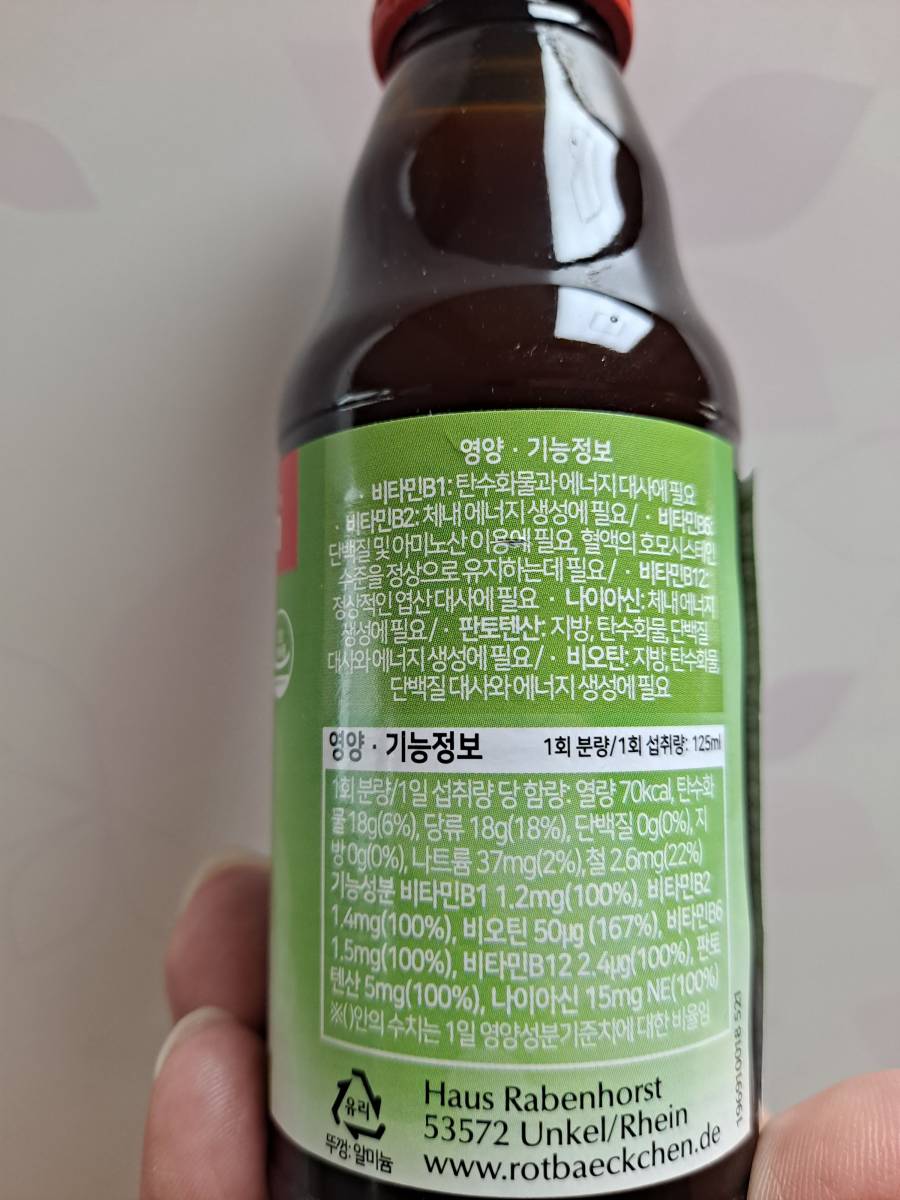 영양 · 기능정보
· 비타민B1: 탄수화물과 에너지 대사에 필요
· 비타민B2: 체내 에너지 생성에 필요/ · 비타민B6:
단백질 및 아미노산 이용에 필요, 혈액의 호모시스테인
수준을 정상으로 유지하는데 필요/ · 비타민B12:
정상적인 엽산 대사에 필요 · 나이아신: 체내 에너지
생성에 필요/ · 판토텐산: 지방, 탄수화물, 단백질
대사와 에너지 생성에 필요/ · 비오틴: 지방, 탄수화물,
단백질 대사와 에너지 생성에 필요
영양 · 기능정보 1회 분량/1회 섭취량: 125ml
1회 분량/1일 섭취량 당 함량: 열량 70kcal, 탄수화
물 18g(6%), 당류 18g(18%), 단백질 0g(0%), 지
방 0g(0%), 나트륨 37mg(2%), 철 2.6mg(22%)
기능성분 비타민B1 1.2mg(100%), 비타민B2
1.4mg(100%), 비오틴 50µg (167%), 비타민B6
1.5mg(100%), 비타민B12 2.4µg(100%), 판토
텐산 5mg(100%), 나이아신 15mg NE(100%)
※( )안의 수치는 1일 영양성분기준치에 대한 비율임
유리
뚜껑: 알미늄
Haus Rabenhorst
53572 Unkel/Rhein
www.rotbaeckchen.de
196910018 521